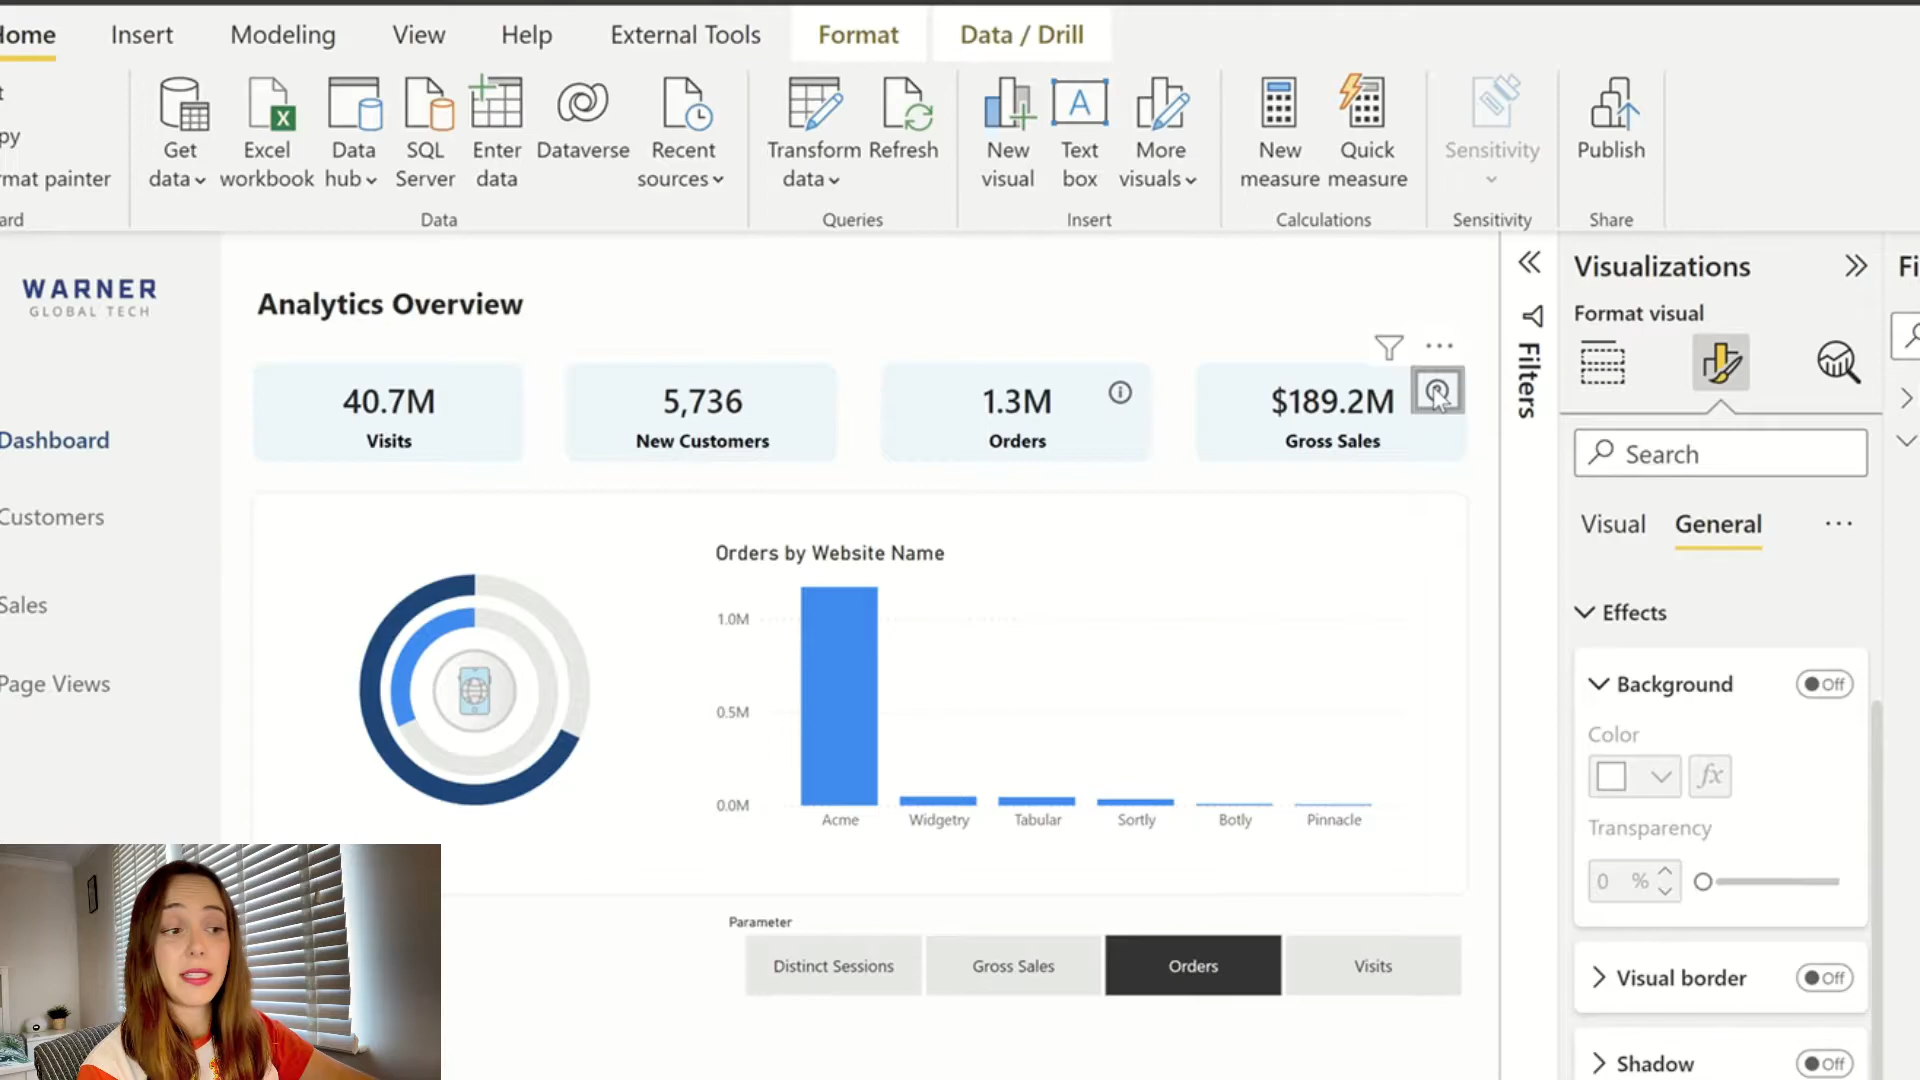 Home Insert Modeling View Help External Tools Format Data / Drill
Get data
Excel workbook
Data hub
SQL Server
Enter data
Dataverse
Recent sources
Transform data
Refresh
New visual
Text box
More visuals
New measure
Quick measure
Sensitivity
Publish
Data
Queries
Insert
Calculations
Sensitivity
Share
WARNER
GLOBAL TECH
Dashboard
Customers
Sales
Page Views
Analytics Overview
40.7M
Visits
5,736
New Customers
1.3M
Orders
$189.2M
Gross Sales
Orders by Website Name
1.0M
0.5M
0.0M
Acme Widgetry Tabular Sortly Botly Pinnacle
Parameter
Distinct Sessions Gross Sales Orders Visits
Filters
Visualizations
Format visual
Search
Visual General
Effects
Background Off
Color
fx
Transparency
0 %
Visual border Off
Shadow Off